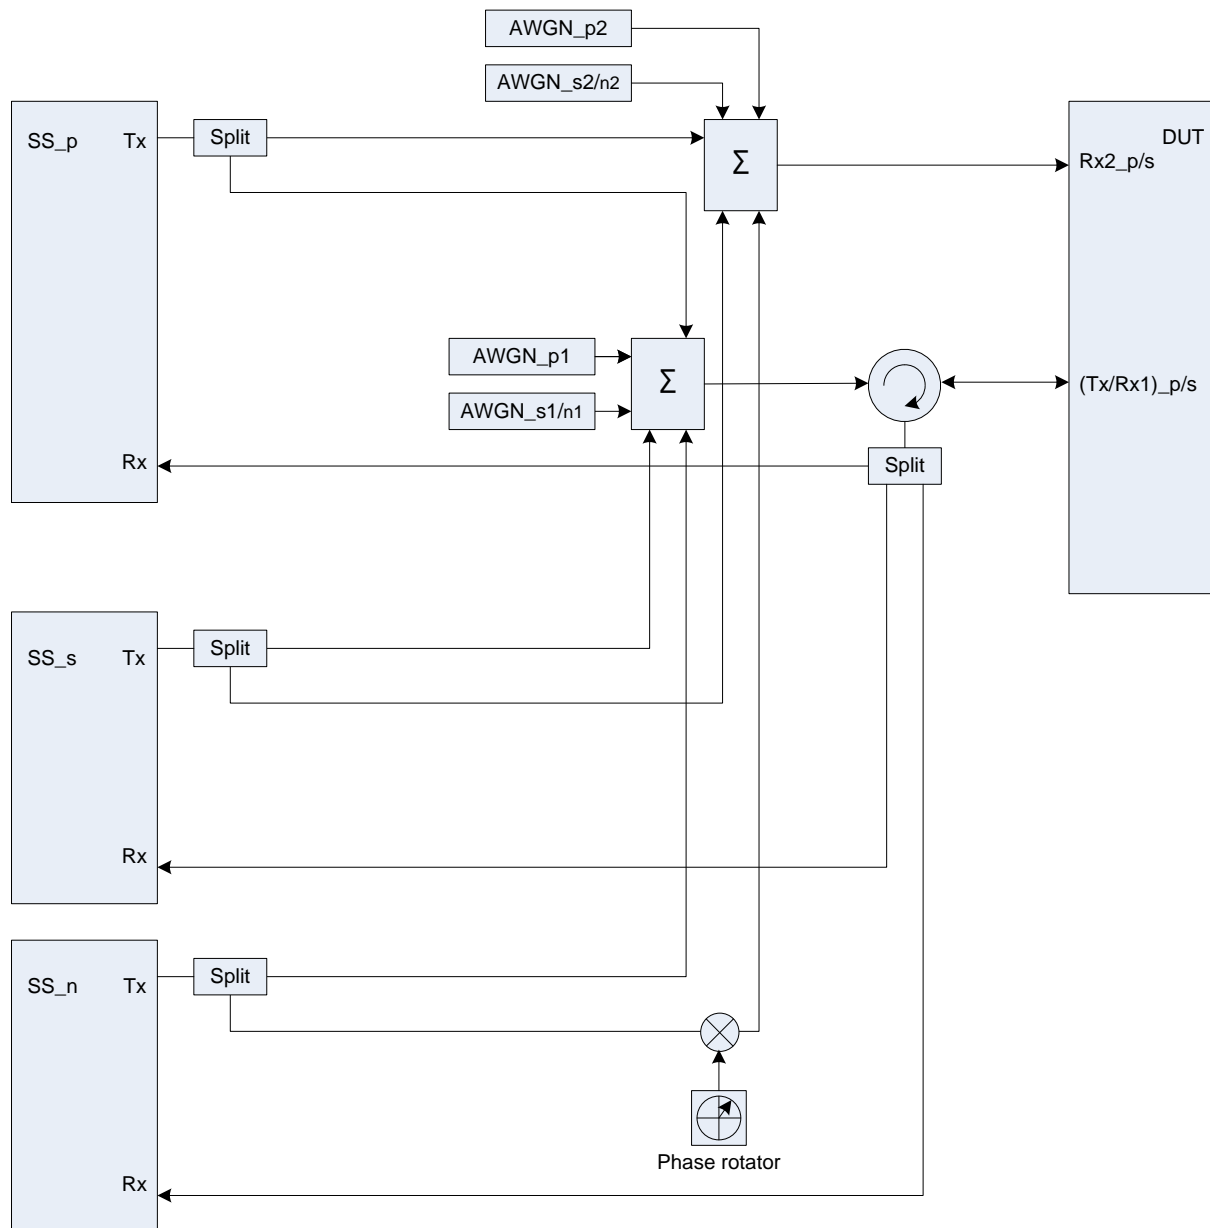 AWGN_p2
AWGN_s2/n2
SS_p
Tx
Split
Σ
DUT
Rx2_p/s
AWGN_p1
AWGN_s1/n1
Σ
(Tx/Rx1)_p/s
Rx
Split
SS_s
Tx
Split
Rx
SS_n
Tx
Split
Phase rotator
Rx